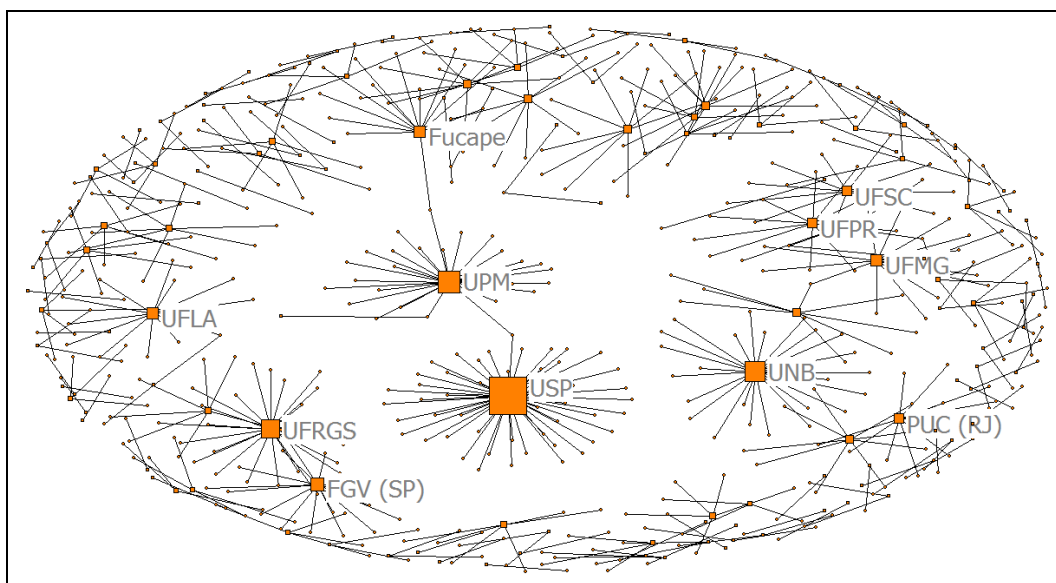 Fucape
UFSC
UFPR
UFMG
UPM
UFLA
UNB
USP
PUC (RJ)
UFRGS
FGV (SP)